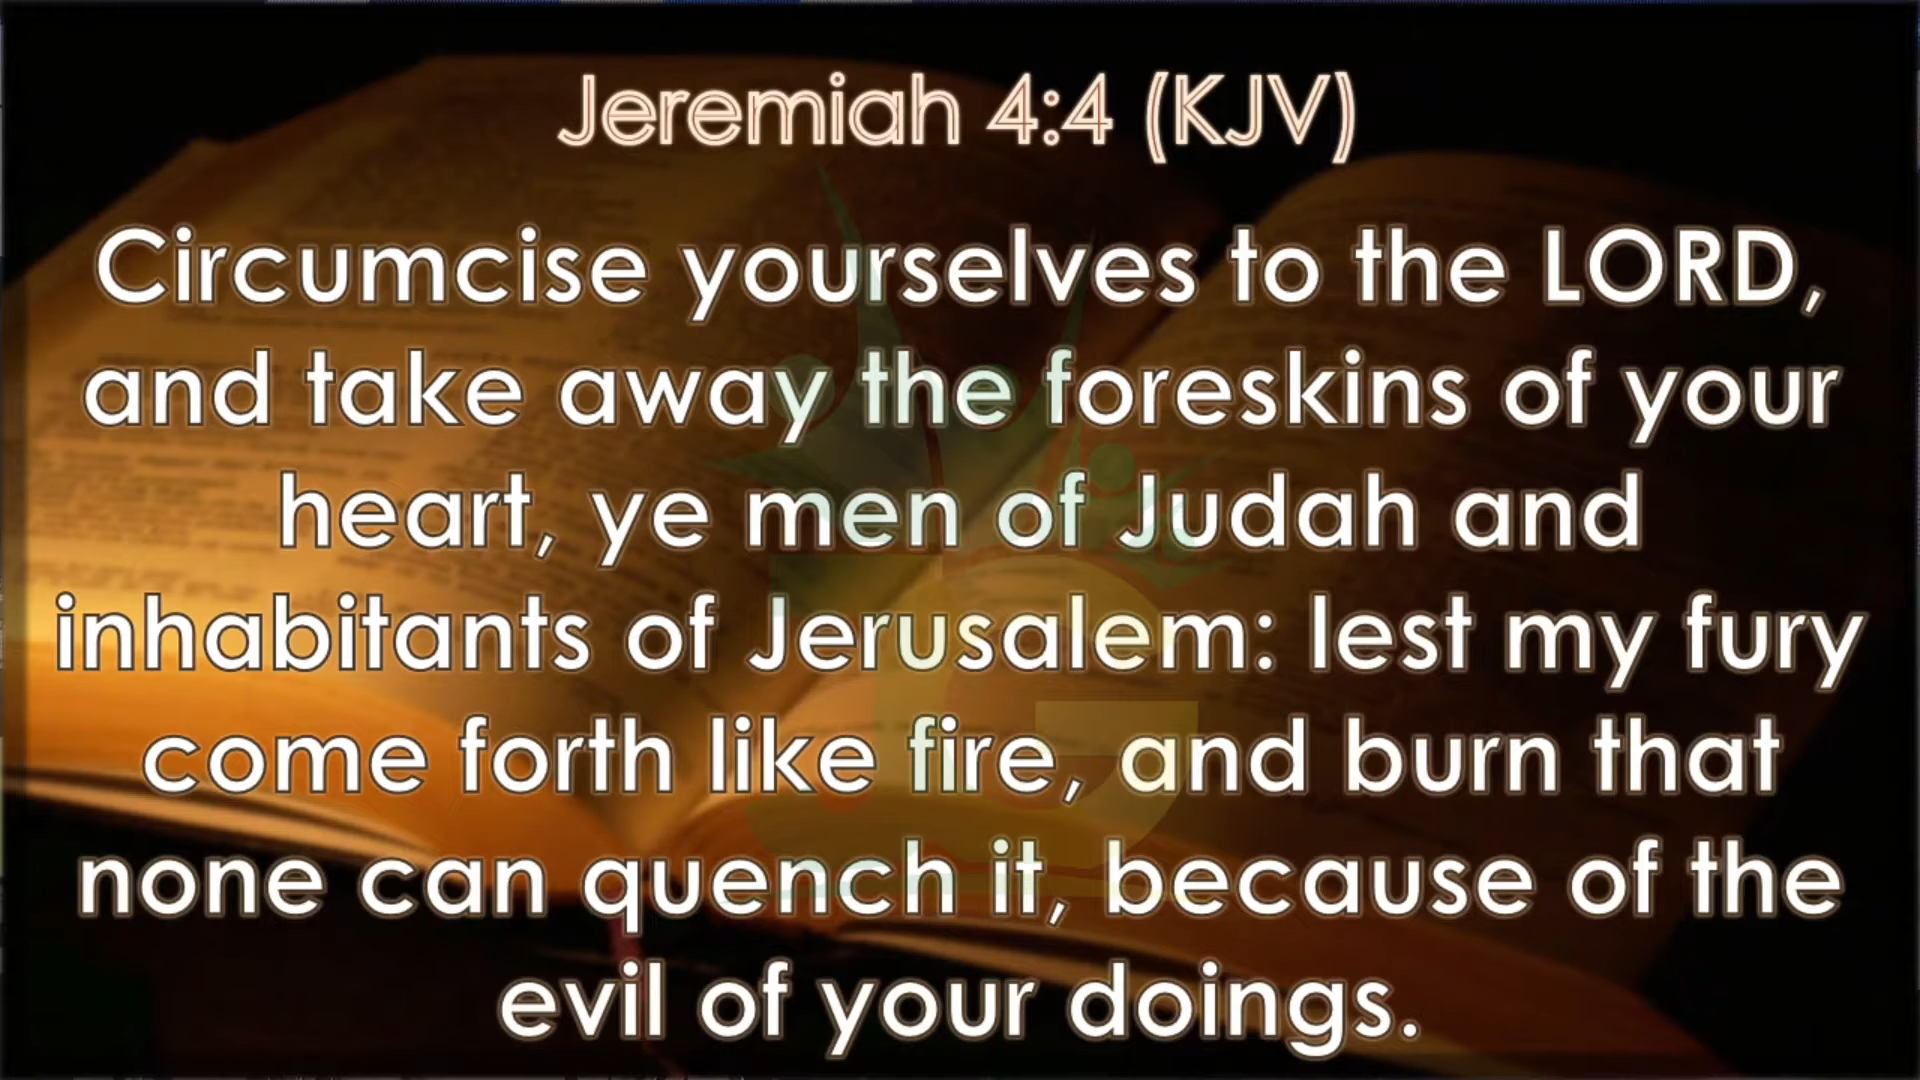 Jeremiah 4:4 (KJV)
Circumcise yourselves to the LORD,
and take away the foreskins of your
heart, ye men of Judah and
inhabitants of Jerusalem: lest my fury
come forth like fire, and burn that
none can quench it, because of the
evil of your doings.